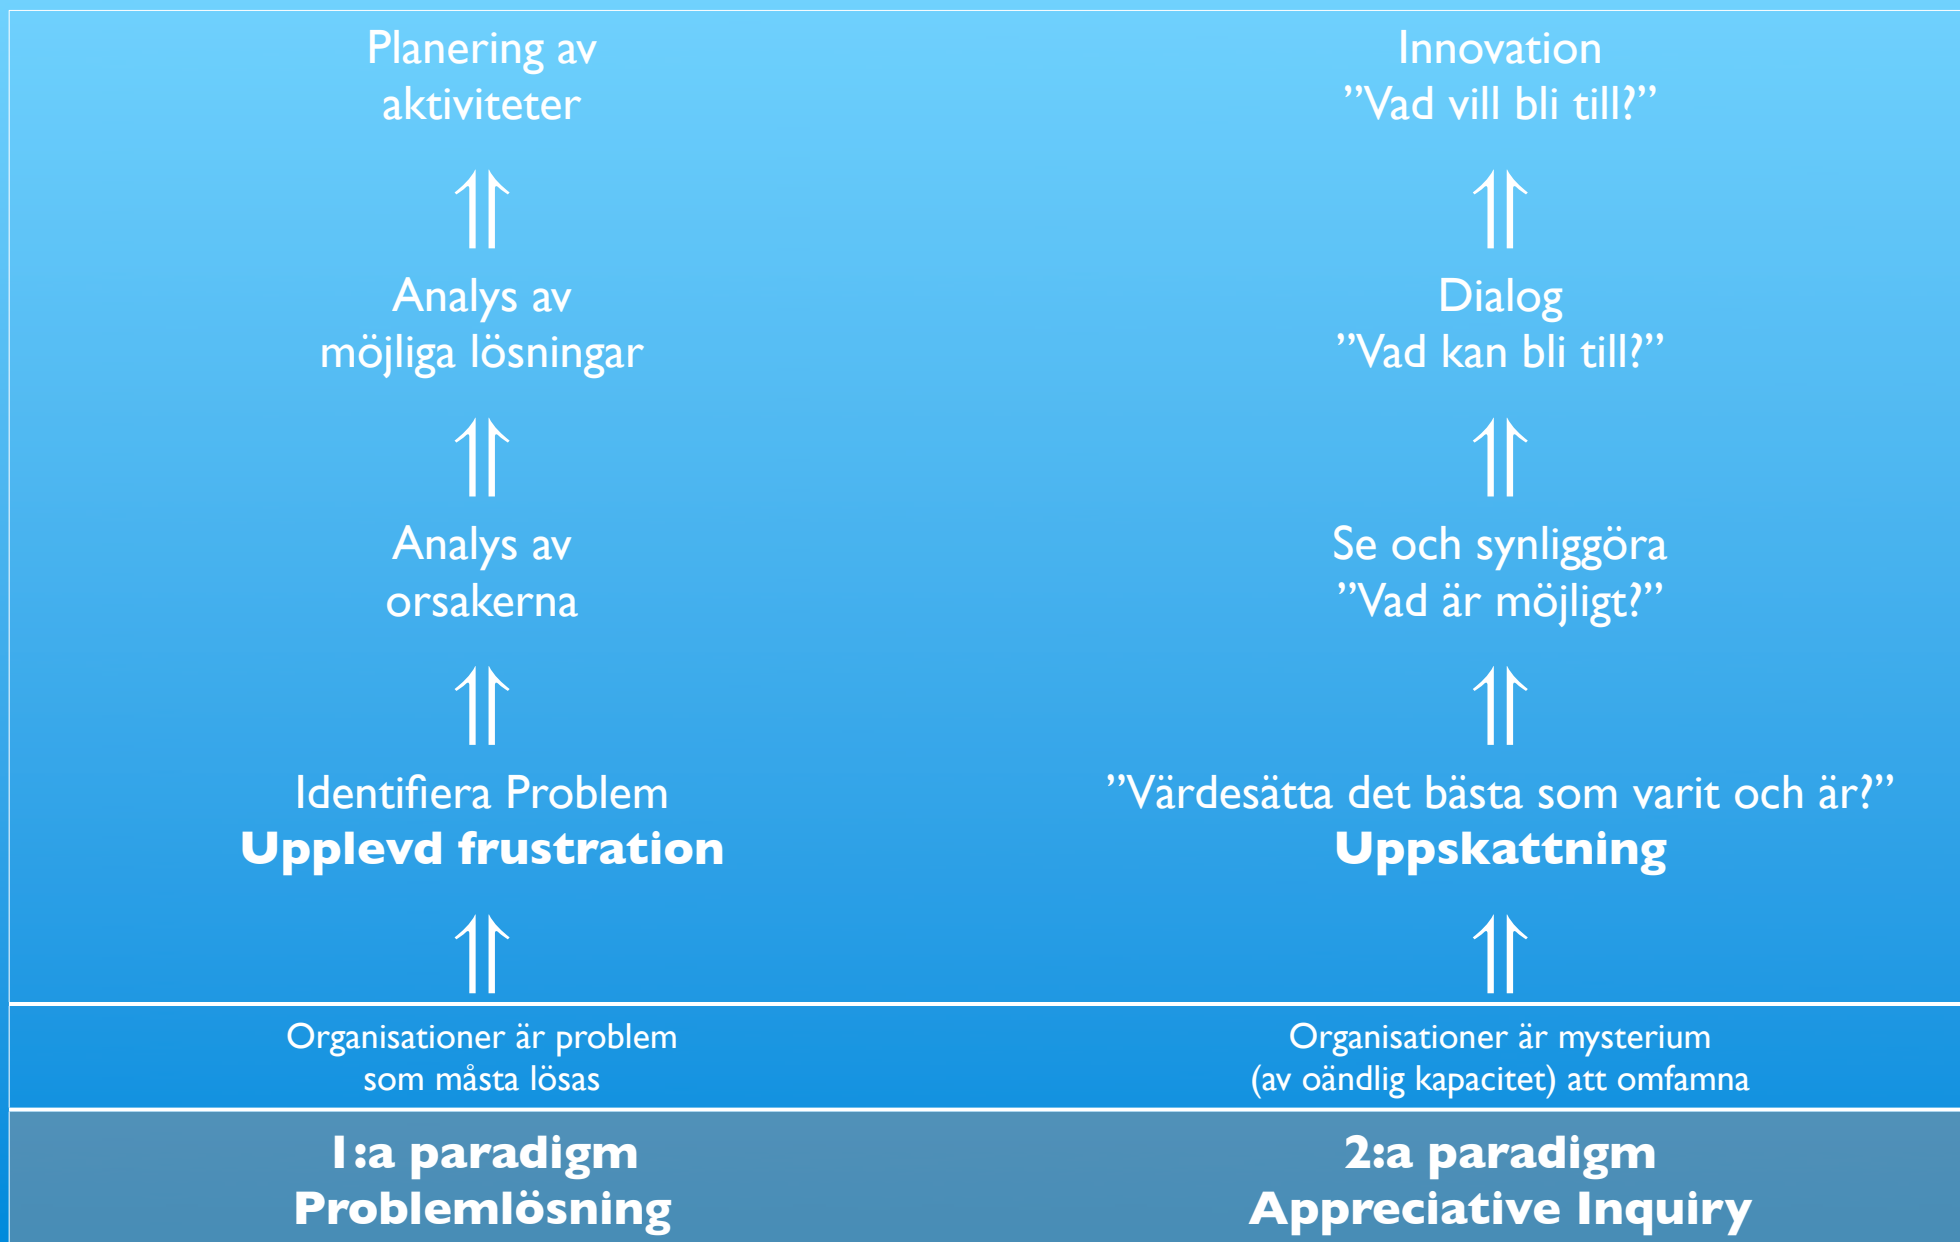 Planering av
aktiviteter
⇑
Analys av
möjliga lösningar
⇑
Analys av
orsakerna
⇑
Identifiera Problem
Upplevd frustration
⇑
Organisationer är problem
som måsta lösas
1:a paradigm
Problemlösning
Innovation
”Vad vill bli till?”
⇑
Dialog
”Vad kan bli till?”
⇑
Se och synliggöra
”Vad är möjligt?”
⇑
”Värdesätta det bästa som varit och är?”
Uppskattning
⇑
Organisationer är mysterium
(av oändlig kapacitet) att omfamna
2:a paradigm
Appreciative Inquiry